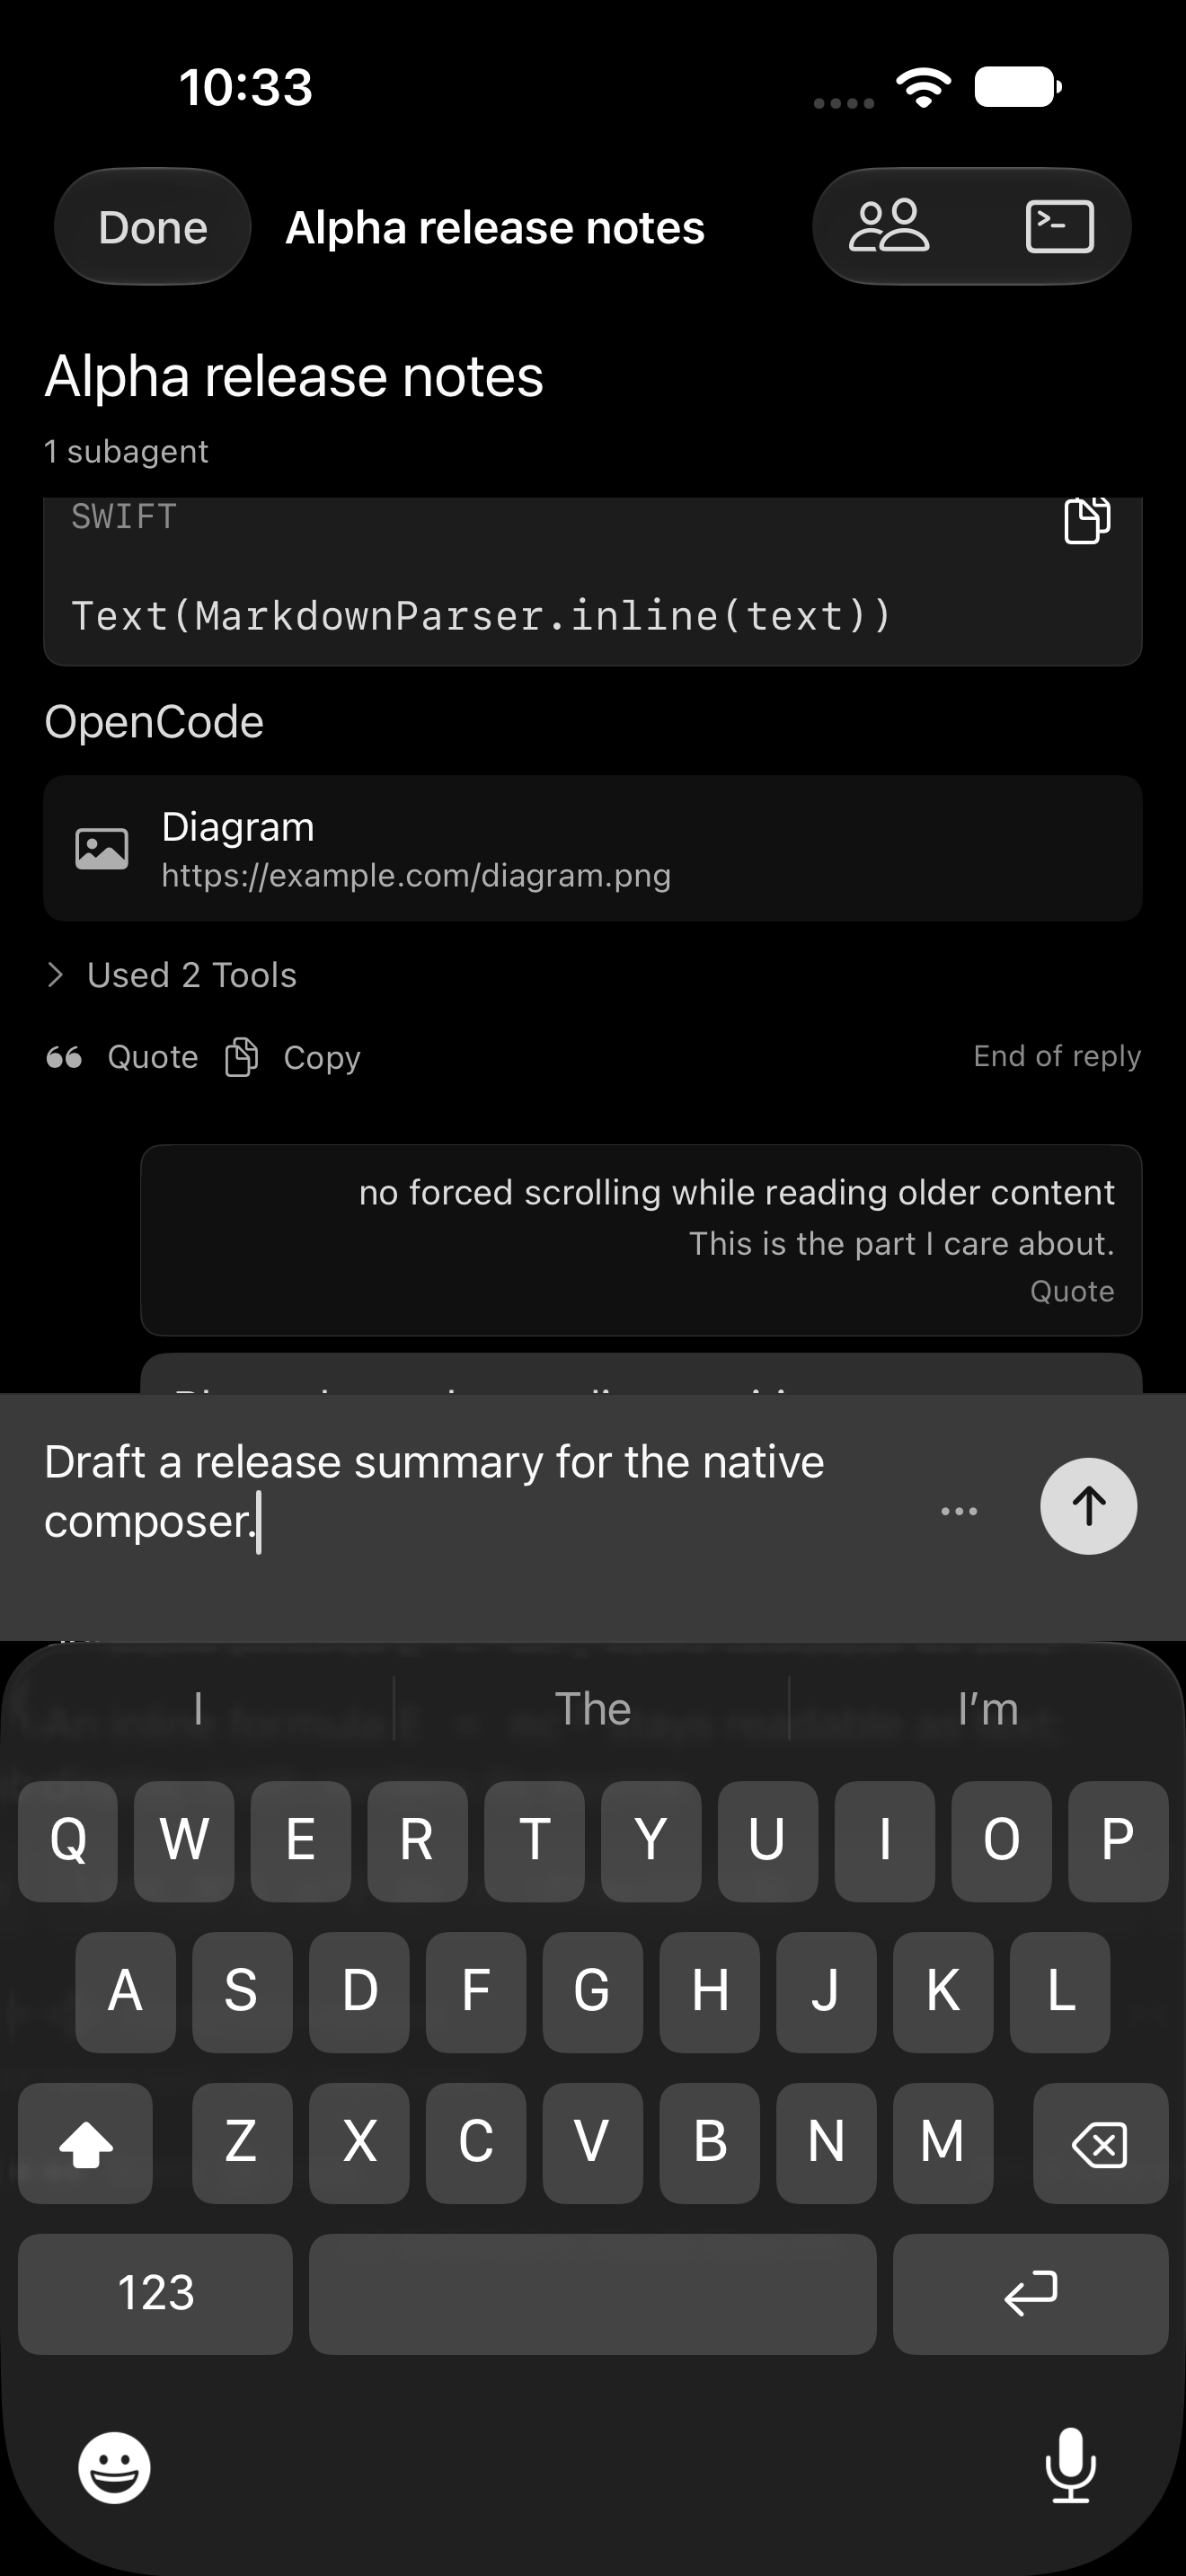 10:33
Done
Alpha release notes
Alpha release notes
1 subagent
SWIFT
Text(MarkdownParser.inline(text))
OpenCode
Diagram
https://example.com/diagram.png
Used 2 Tools
Quote
Copy
End of reply
no forced scrolling while reading older content
This is the part I care about.
Quote
Draft a release summary for the native
composer.
I
The
I’m
Q W E R T Y U I O P
A S D F G H J K L
Z X C V B N M
123